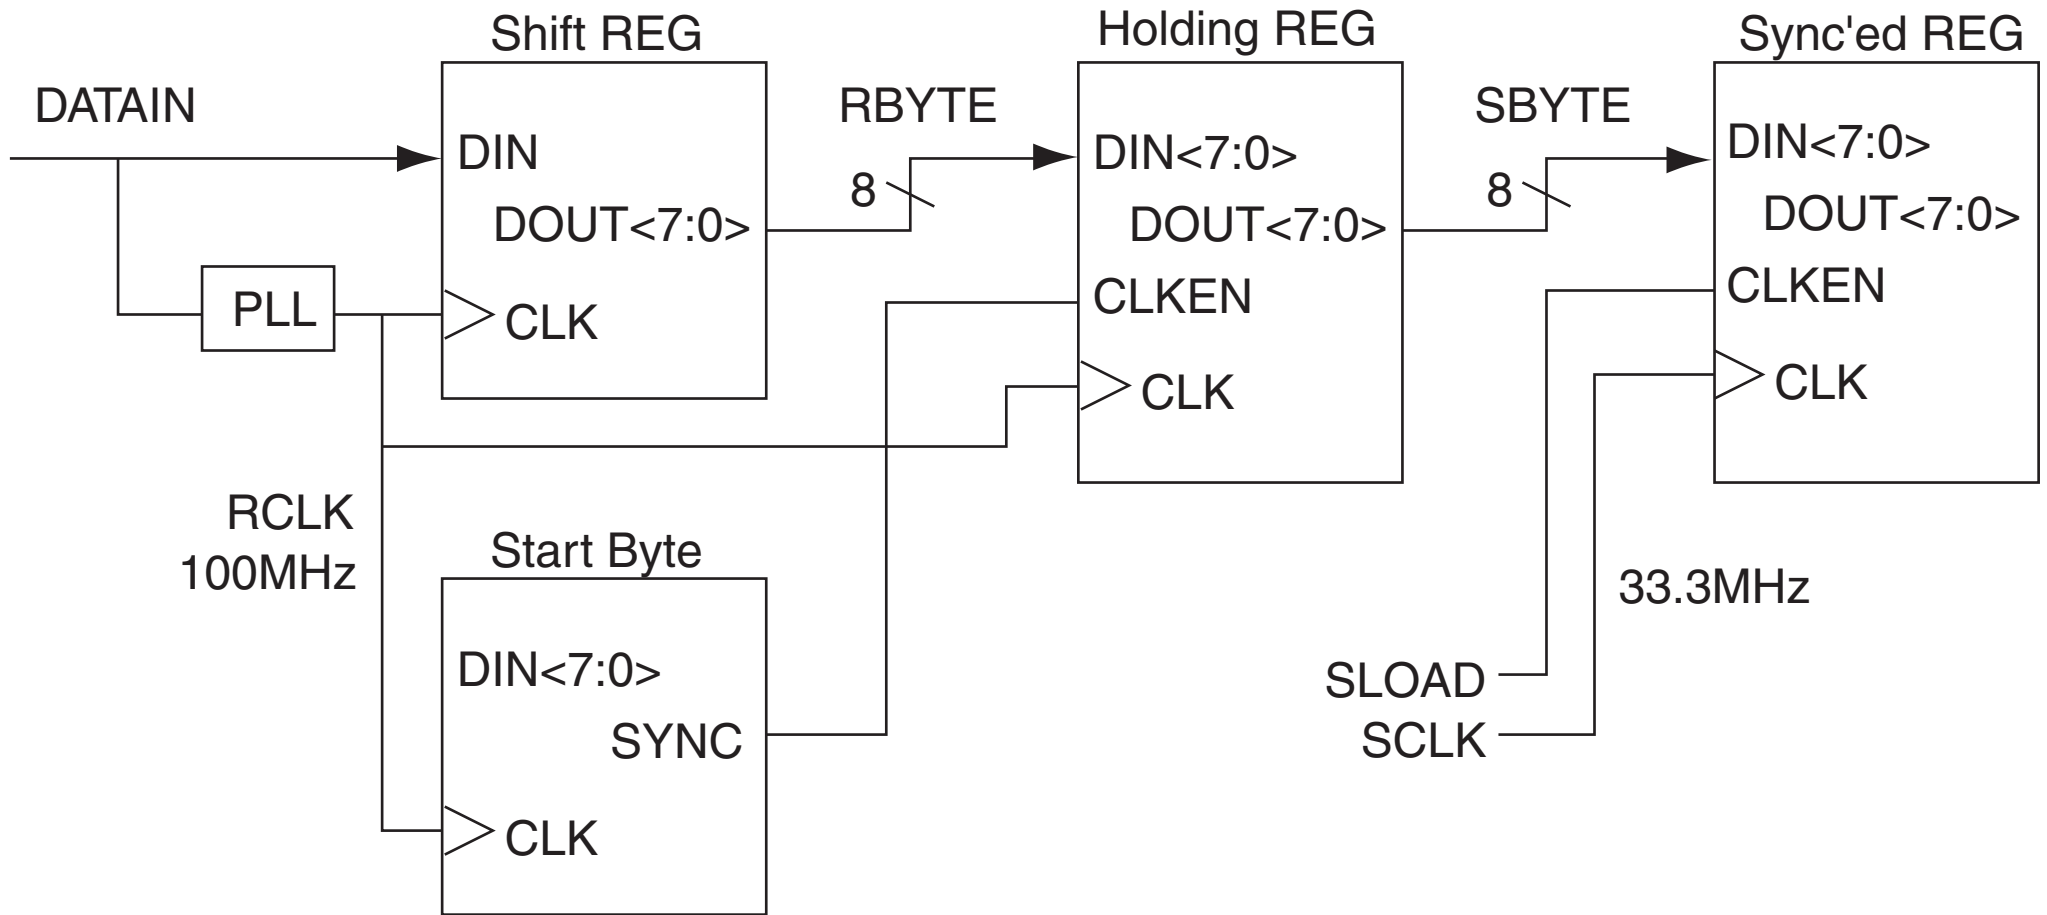 Shift REG
Holding REG
Sync'ed REG
DATAIN
RBYTE
SBYTE
DIN
8
DOUT<7:0>
PLL
CLK
DIN<7:0>
DOUT<7:0>
CLKEN
CLK
8
DIN<7:0>
DOUT<7:0>
CLKEN
CLK
RCLK
100MHz
Start Byte
DIN<7:0>
SYNC
CLK
33.3MHz
SLOAD
SCLK